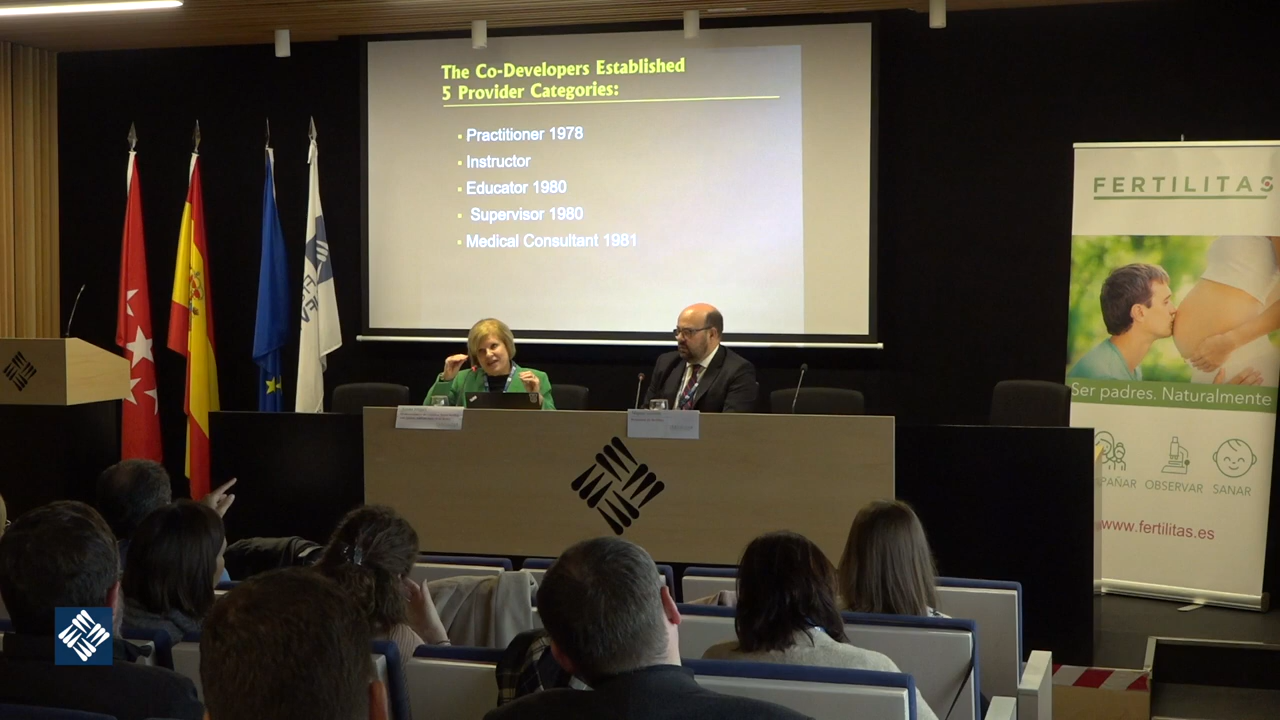 The Co-Developers Established
5 Provider Categories:
Practitioner 1978
Instructor
Educator 1980
Supervisor 1980
Medical Consultant 1981
FERTILITAS
Ser padres. Naturalmente
OBSERVAR
SANAR
www.fertilitas.es